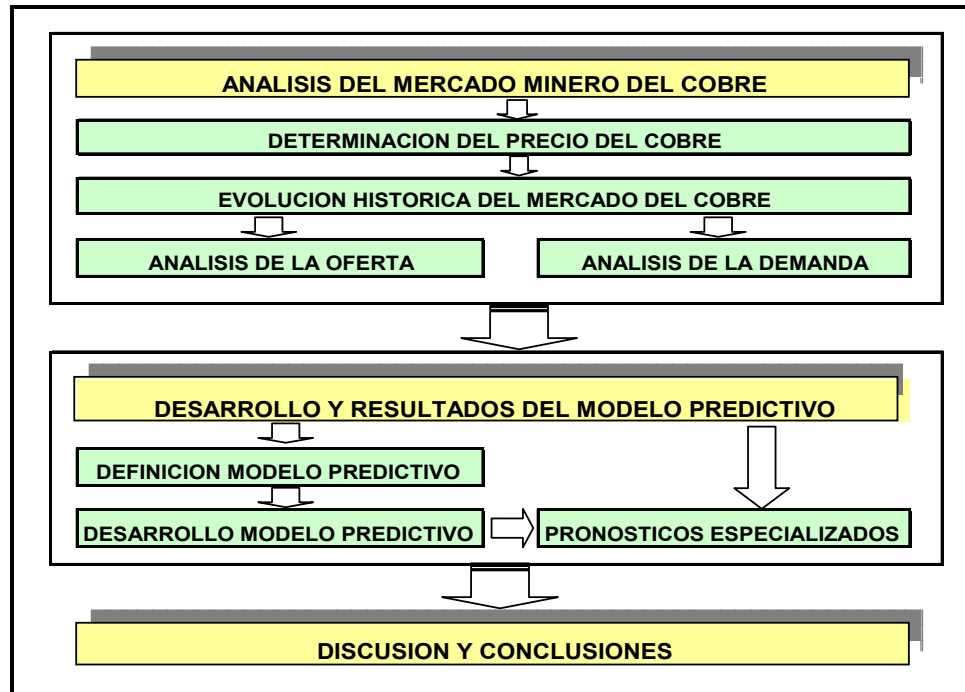 ANALISIS DEL MERCADO MINERO DEL COBRE
DETERMINACION DEL PRECIO DEL COBRE
EVOLUCION HISTORICA DEL MERCADO DEL COBRE
ANALISIS DE LA OFERTA
ANALISIS DE LA DEMANDA
DESARROLLO Y RESULTADOS DEL MODELO PREDICTIVO
DEFINICION MODELO PREDICTIVO
DESARROLLO MODELO PREDICTIVO
PRONOSTICOS ESPECIALIZADOS
DISCUSION Y CONCLUSIONES